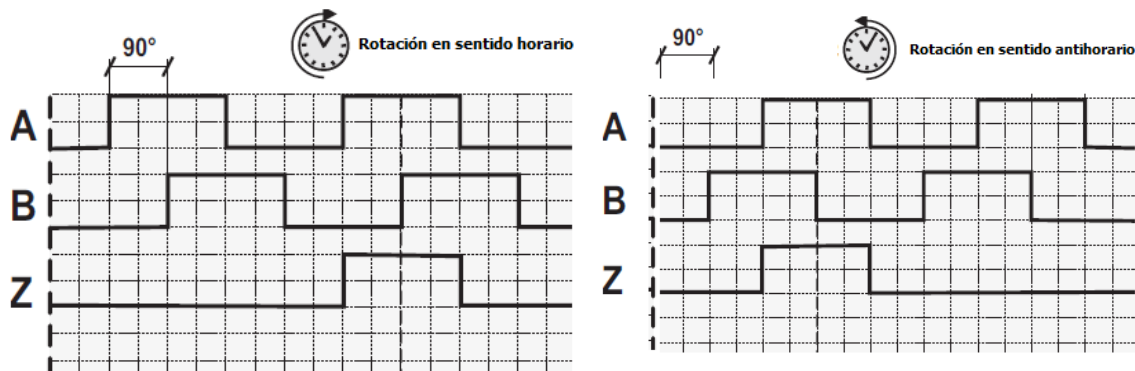 90°
Rotación en sentido horario
A
B
Z
90°
Rotación en sentido antihorario
A
B
Z